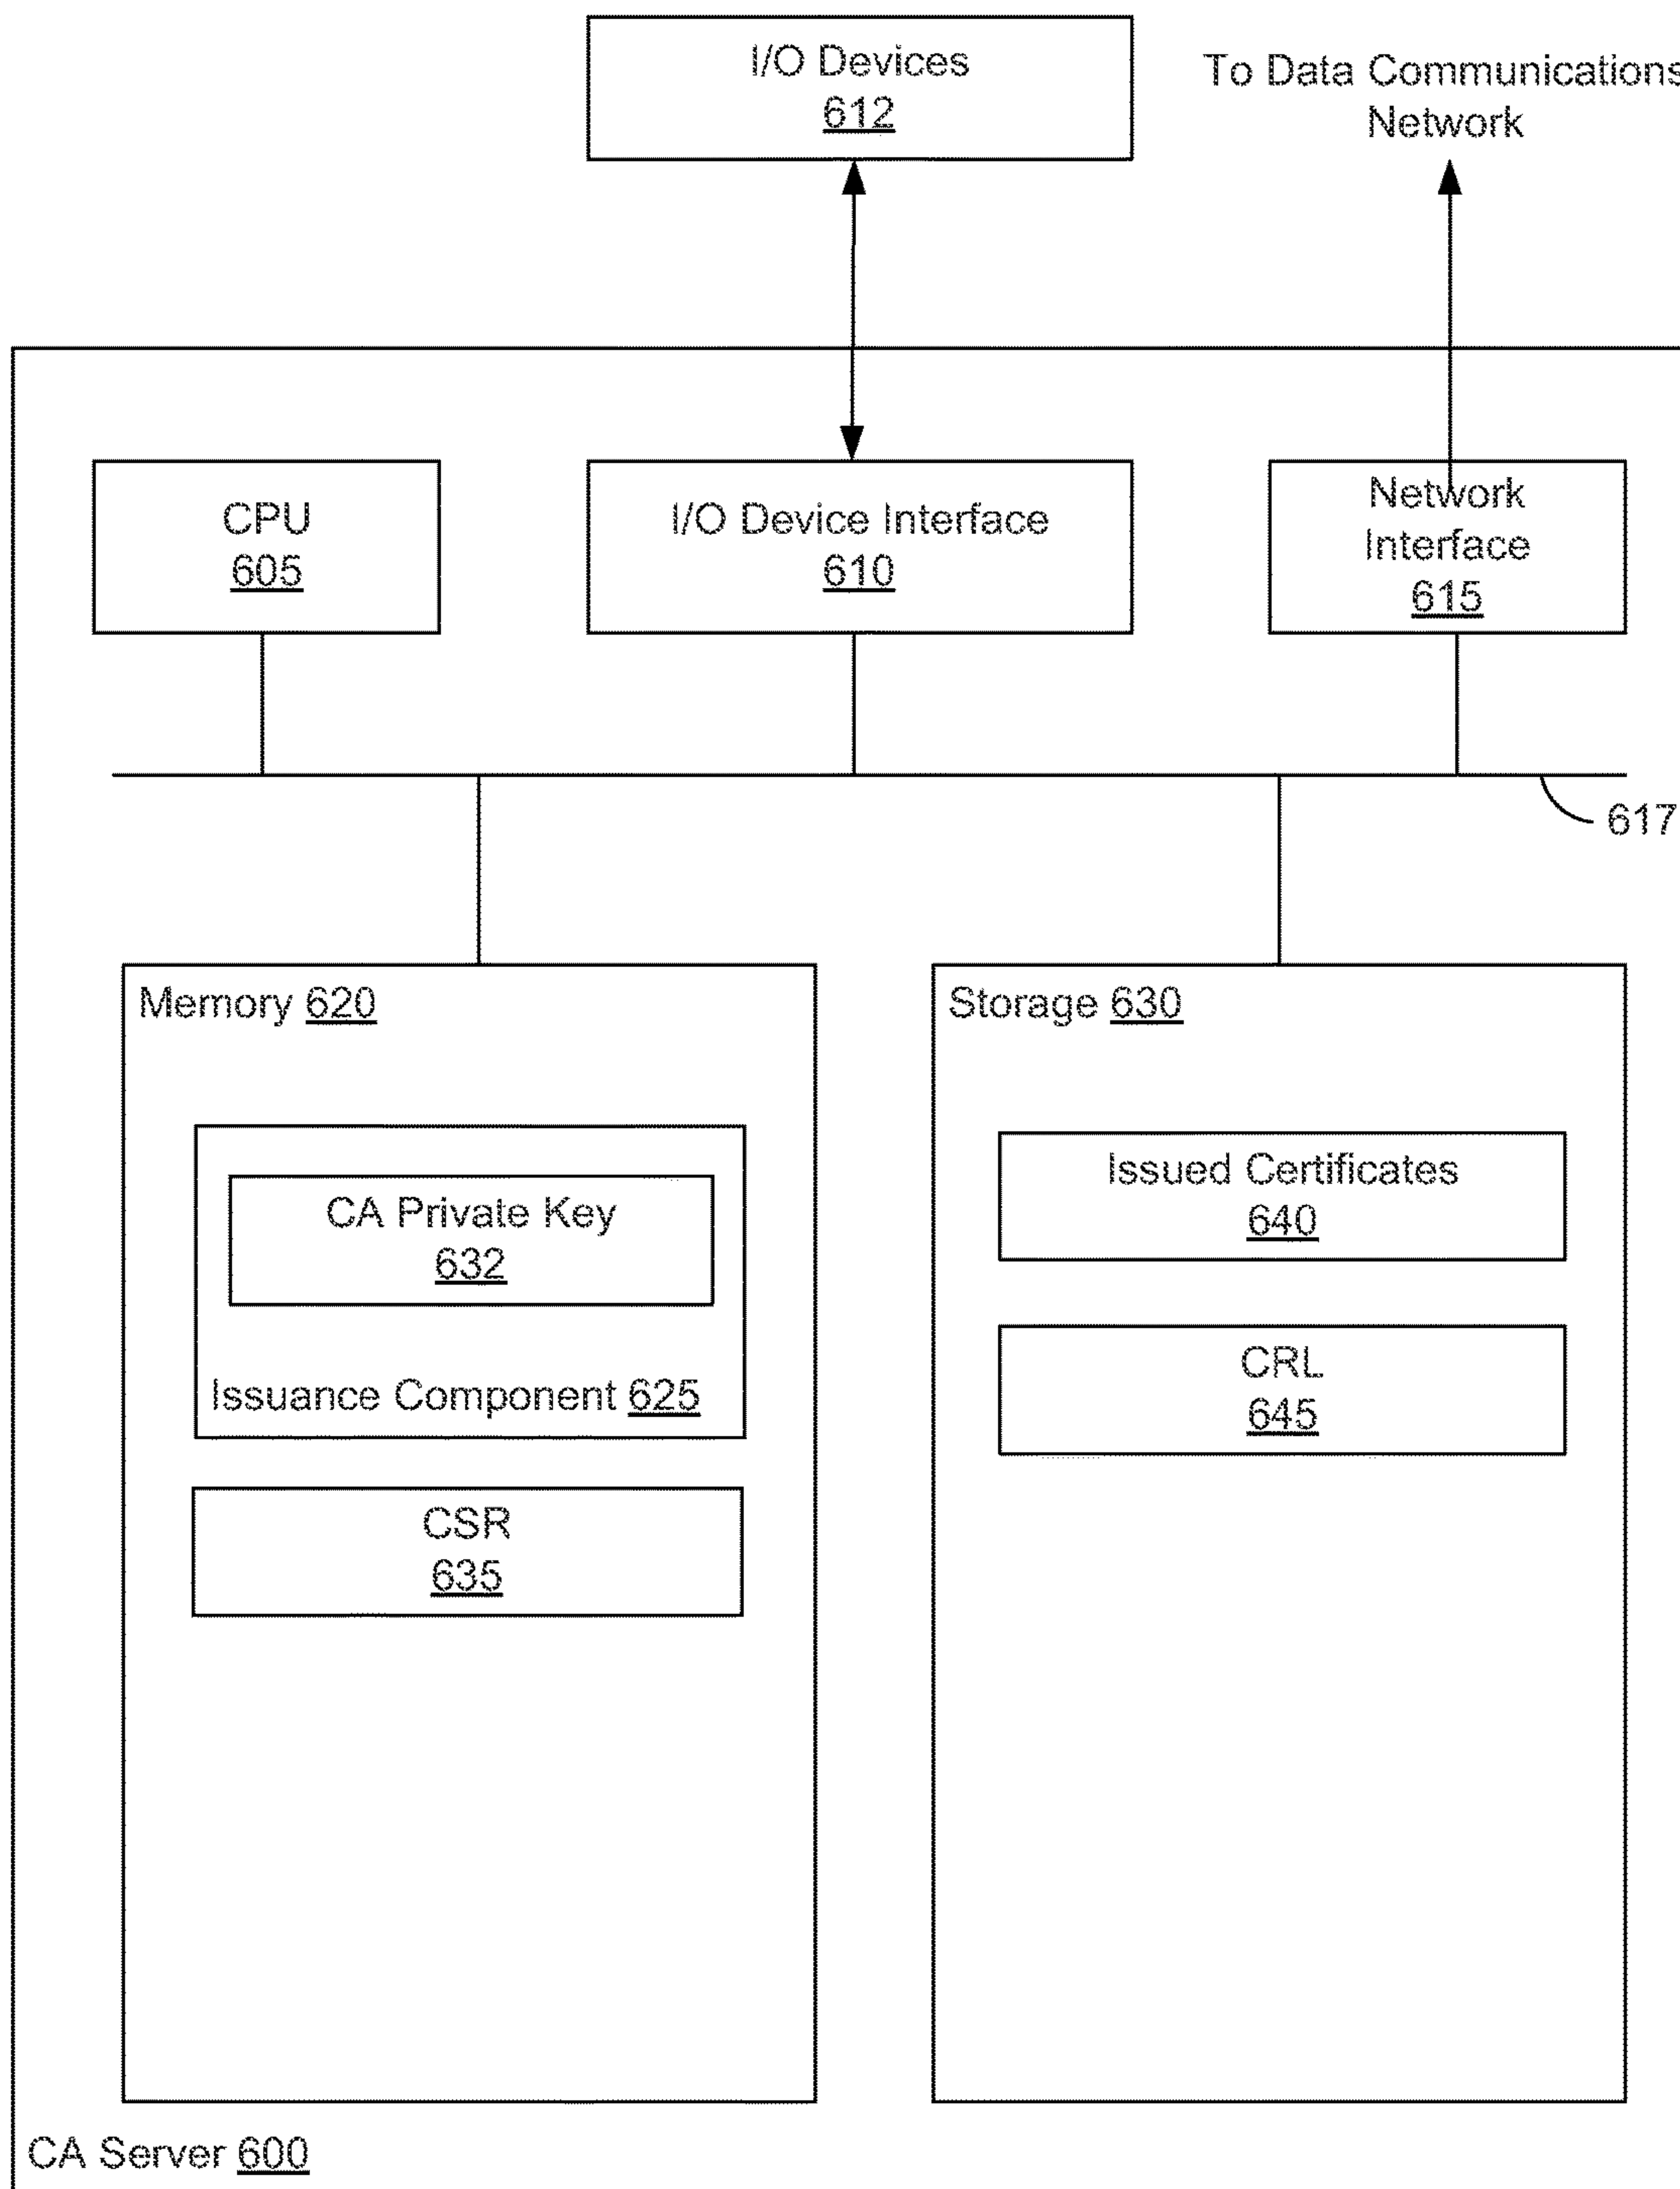 I/O Devices
612
To Data Communications
Network
CPU
605
I/O Device Interface
610
Network
Interface
615
617
Memory 620
Storage 630
CA Private Key
632
Issuance Component 625
CSR
635
Issued Certificates
640
CRL
645
CA Server 600